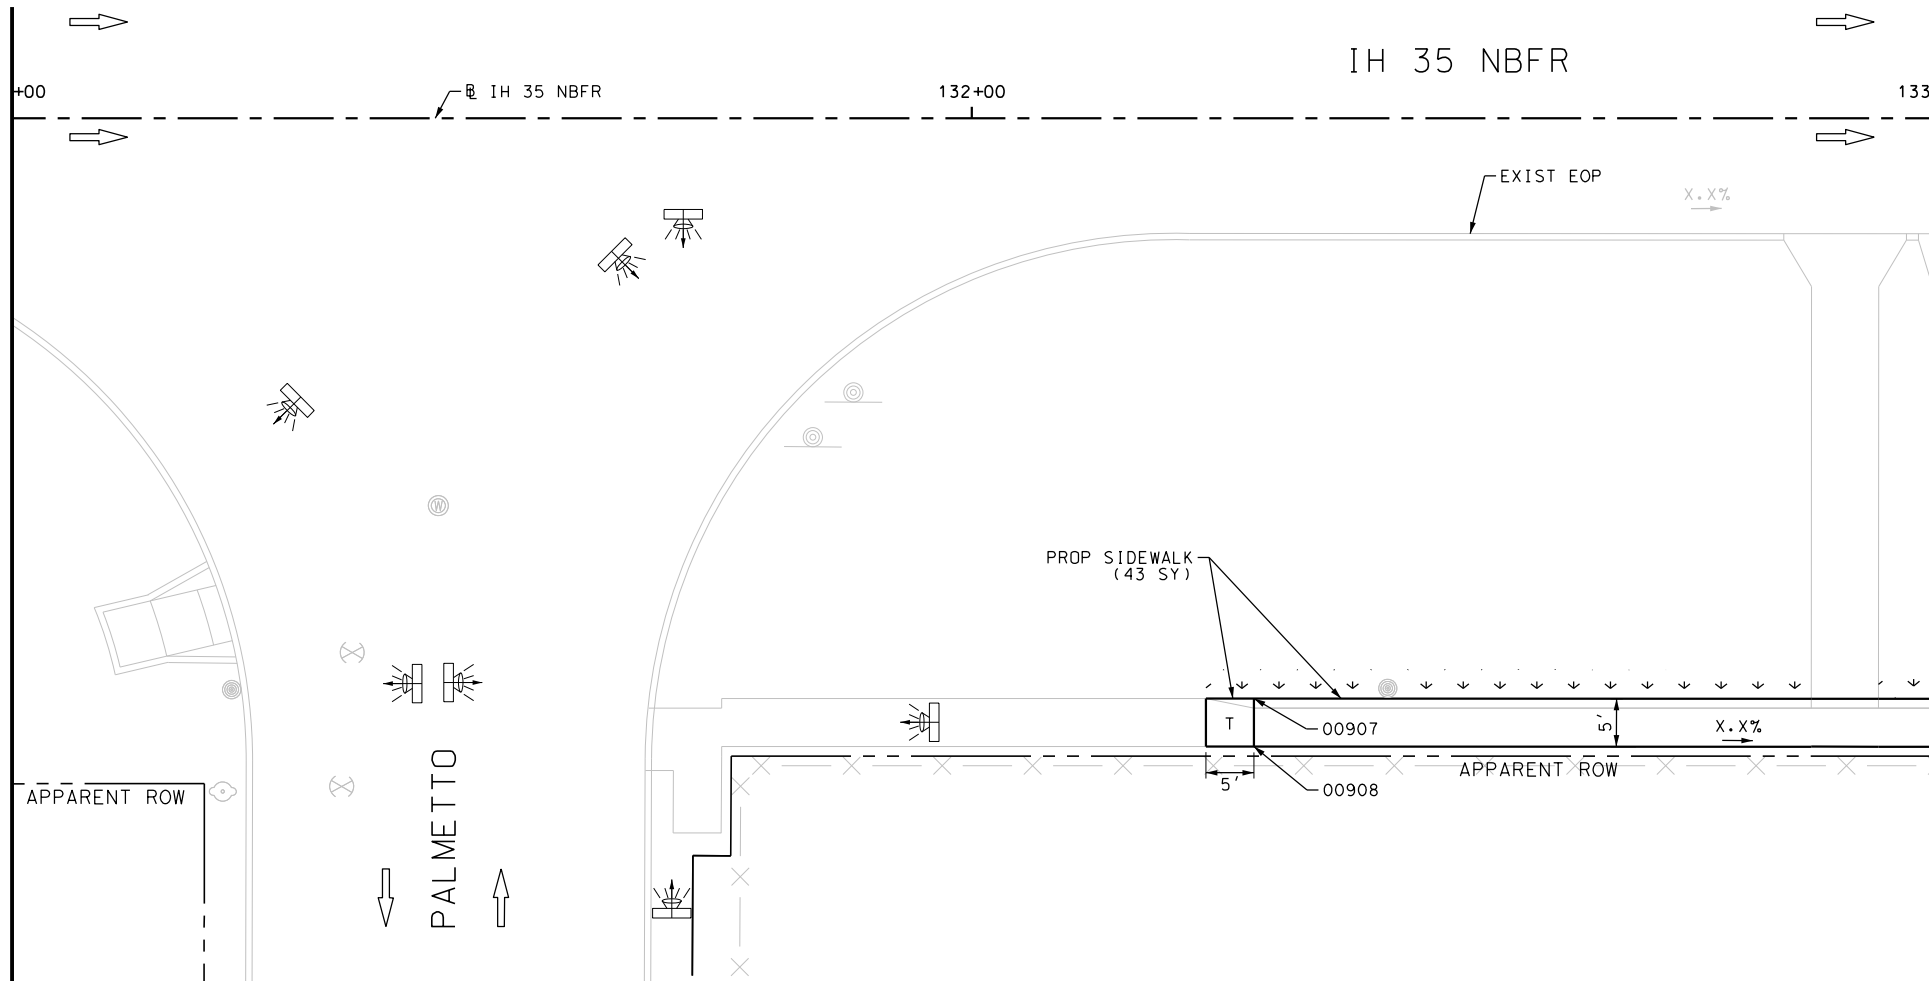 IH 35 NBFR
+00
BL IH 35 NBFR
132+00
133
EXIST EOP
X.X%
W
PROP SIDEWALK
(43 SY)
T
00907
5'
X.X%
APPARENT ROW
5'
00908
APPARENT ROW
PALMETTO